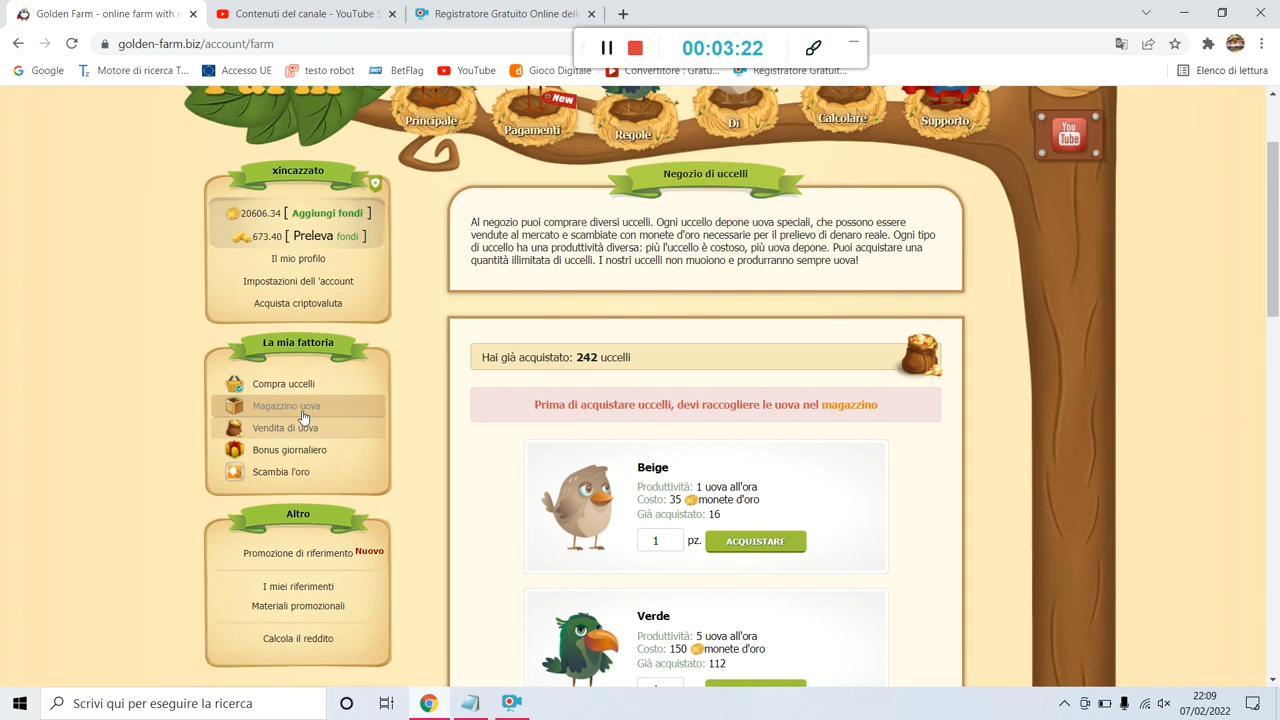 Golden Farm - online farm with r
Contenuti del canale - YouTube S
Registratore Gratuito Online dell
golden-farm.biz/account/farm
00:03:22
Google
Motore di ricerca T...
Accesso UE
testo robot
BetFlag
YouTube
Gioco Digitale
Convertitore : Gratu...
Registratore Gratuit...
Elenco di lettura
Principale
New
Pagamenti
Regole
Di
Calcolare
Supporto
You
Tube
xincazzato
20606.34 [ Aggiungi fondi ]
673.40 [ Preleva fondi ]
Il mio profilo
Impostazioni dell 'account
Acquista criptovaluta
La mia fattoria
Compra uccelli
Magazzino uova
Vendita di uova
Bonus giornaliero
Scambia l'oro
Altro
Promozione di riferimento Nuovo
I miei riferimenti
Materiali promozionali
Calcola il reddito
Negozio di uccelli
Al negozio puoi comprare diversi uccelli. Ogni uccello depone uova speciali, che possono essere
vendute al mercato e scambiate con monete d'oro necessarie per il prelievo di denaro reale. Ogni tipo
di uccello ha una produttività diversa: più l'uccello è costoso, più uova depone. Puoi acquistare una
quantità illimitata di uccelli. I nostri uccelli non muoiono e produrranno sempre uova!
Hai già acquistato: 242 uccelli
Prima di acquistare uccelli, devi raccogliere le uova nel magazzino
Beige
Produttività: 1 uova all'ora
Costo: 35 monete d'oro
Già acquistato: 16
1 pz. ACQUISTARE
Verde
Produttività: 5 uova all'ora
Costo: 150 monete d'oro
Già acquistato: 112
Scrivi qui per eseguire la ricerca
22:09
07/02/2022